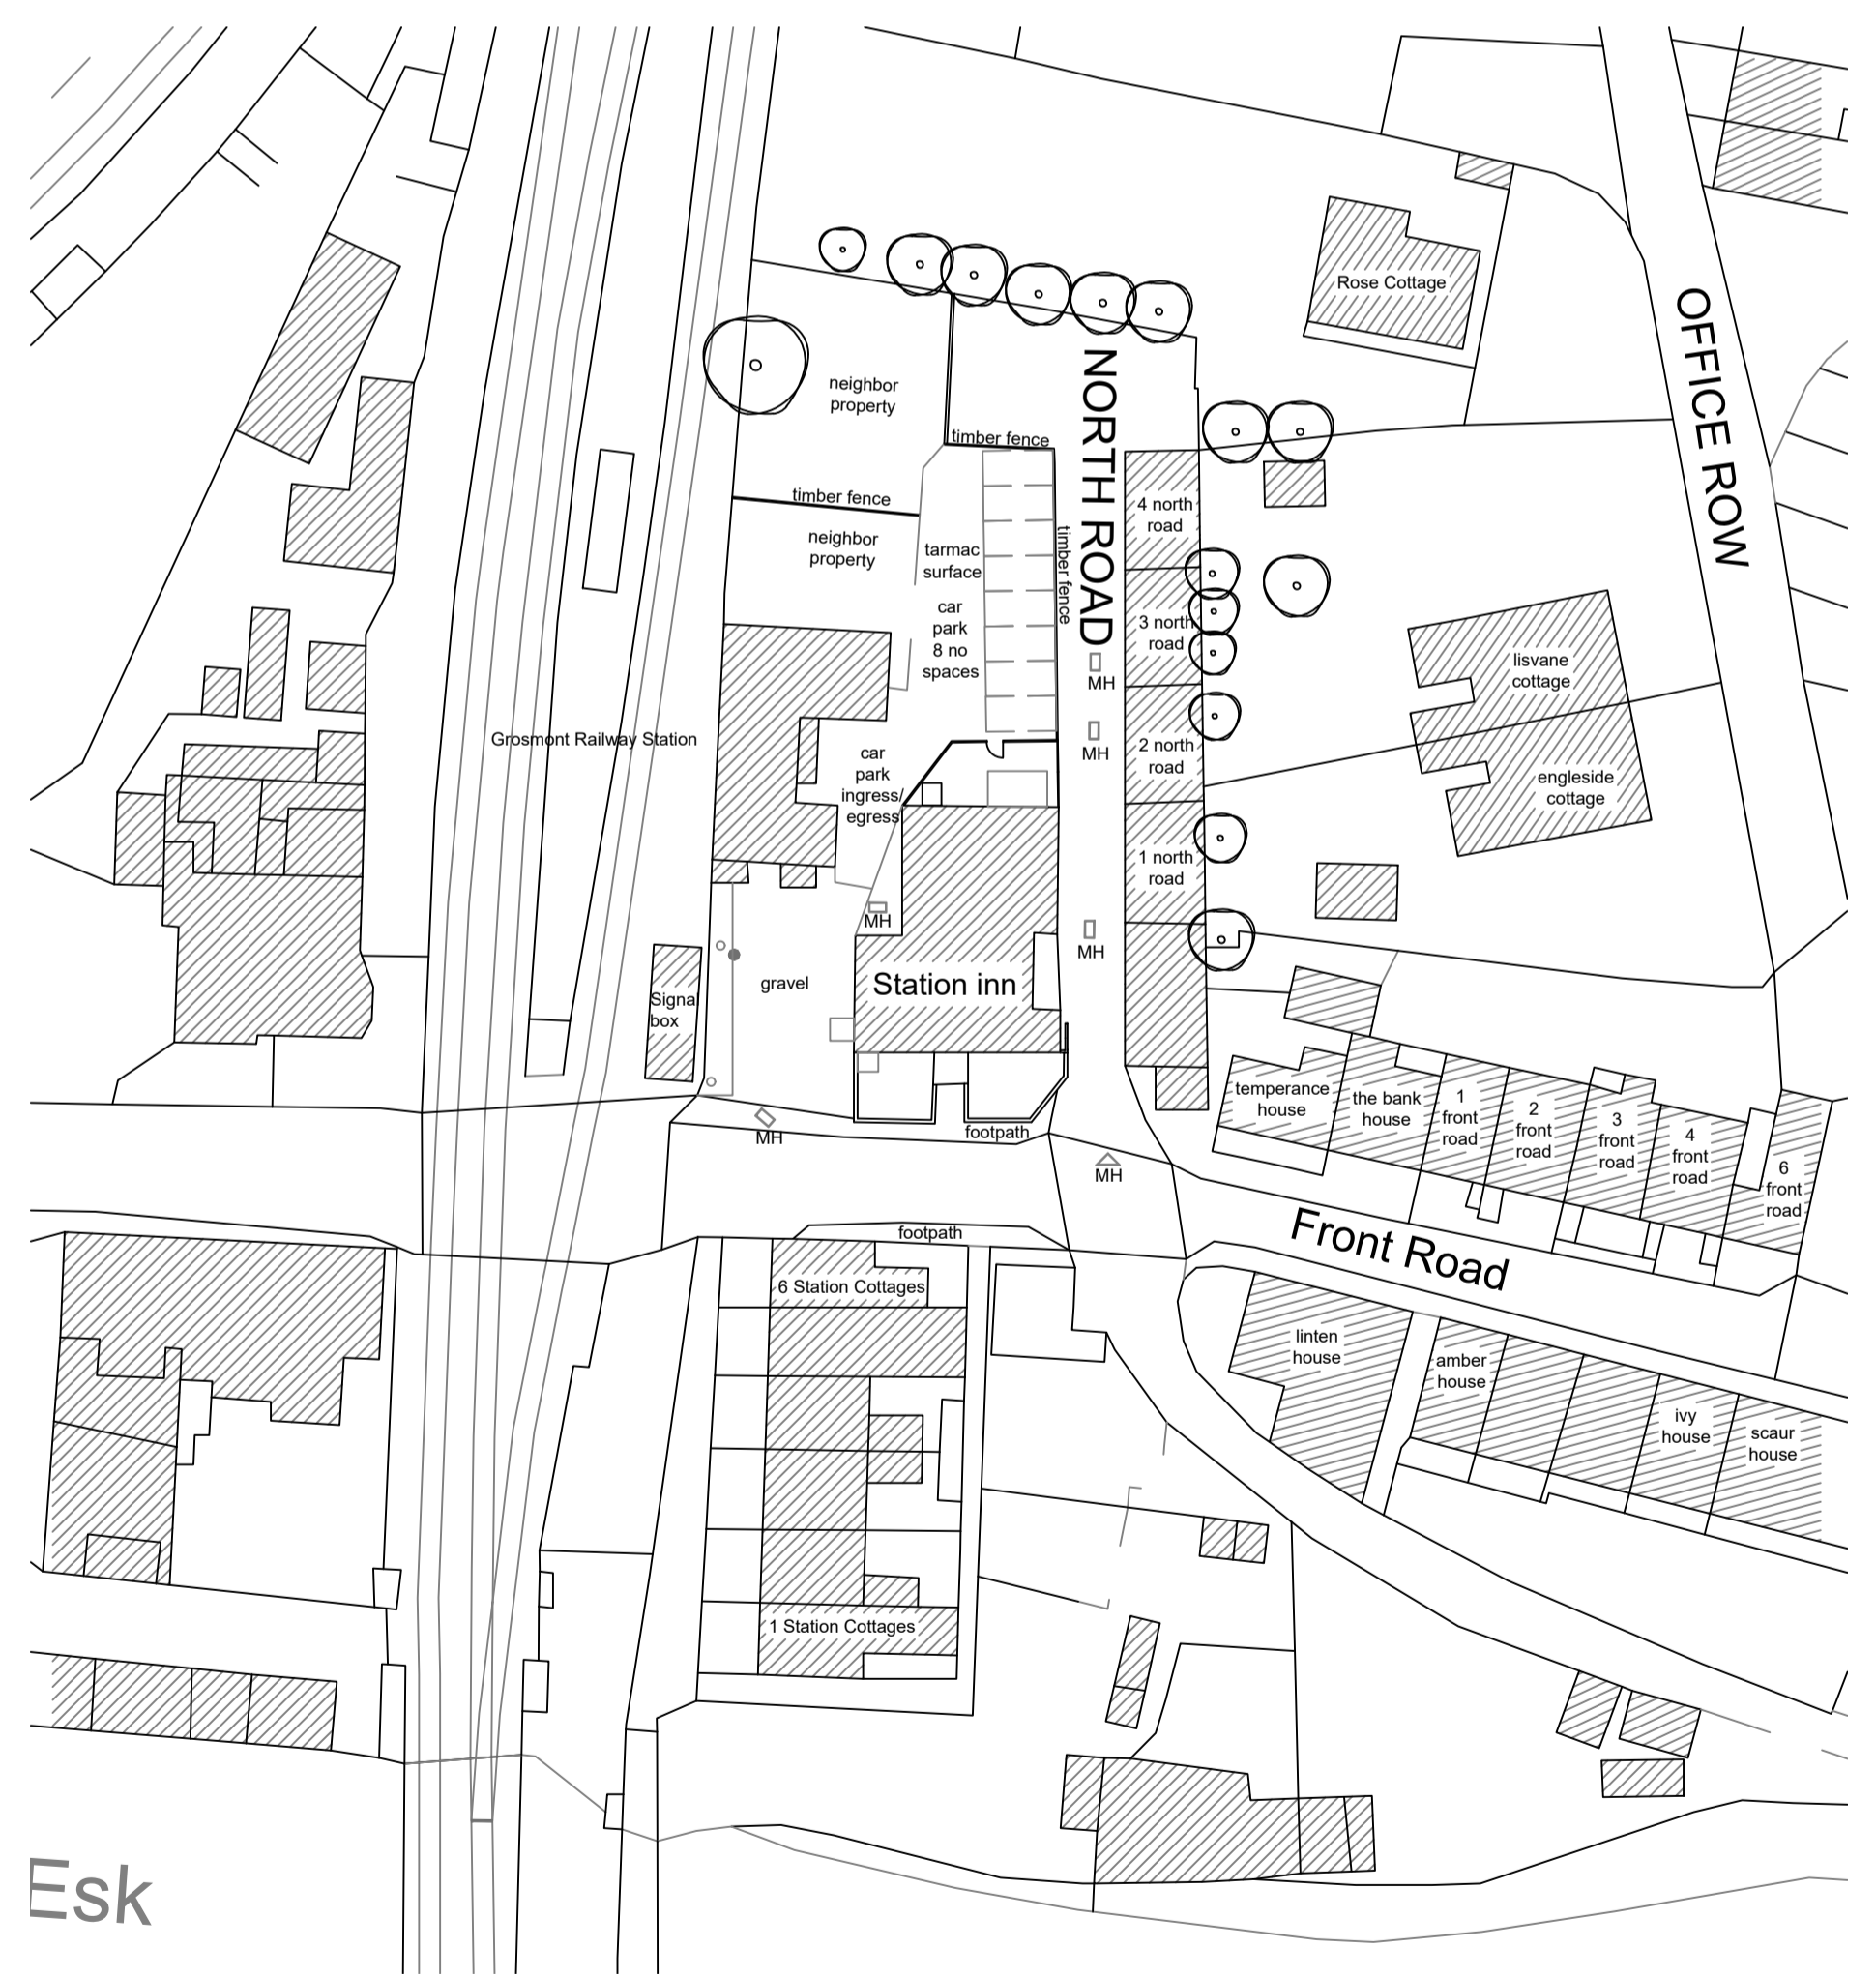 Rose Cottage
OFFICE ROW
NORTH ROAD
neighbor
property
timber fence
timber fence
neighbor
property
tarmac
surface
timber fence
car
park
8 no
spaces
4 north
road
3 north
road
MH
MH
2 north
road
1 north
road
MH
lisvane
cottage
engleside
cottage
Grosmont Railway Station
car
park
ingress/
egress
MH
Station inn
gravel
Signal
box
MH
footpath
MH
temperance
house
the bank
house
1
front
road
2
front
road
3
front
road
4
front
road
6
front
road
Front Road
footpath
6 Station Cottages
linten
house
amber
house
ivy
house
scaur
house
1 Station Cottages
Esk